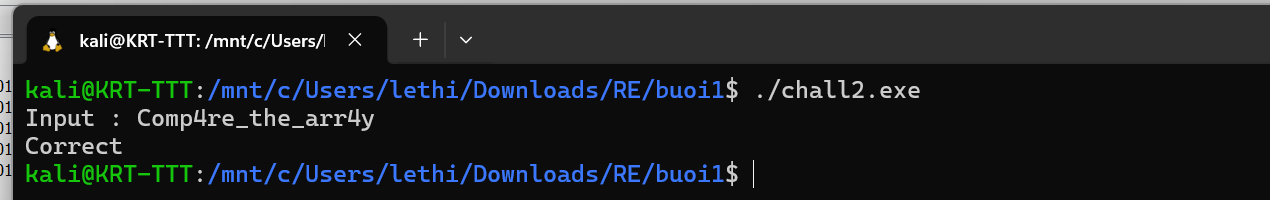 kali@KRT-TTT: /mnt/c/Users/l
kali@KRT-TTT:/mnt/c/Users/lethi/Downloads/RE/buoi1$ ./chall2.exe
Input : Comp4re_the_arr4y
Correct
kali@KRT-TTT:/mnt/c/Users/lethi/Downloads/RE/buoi1$